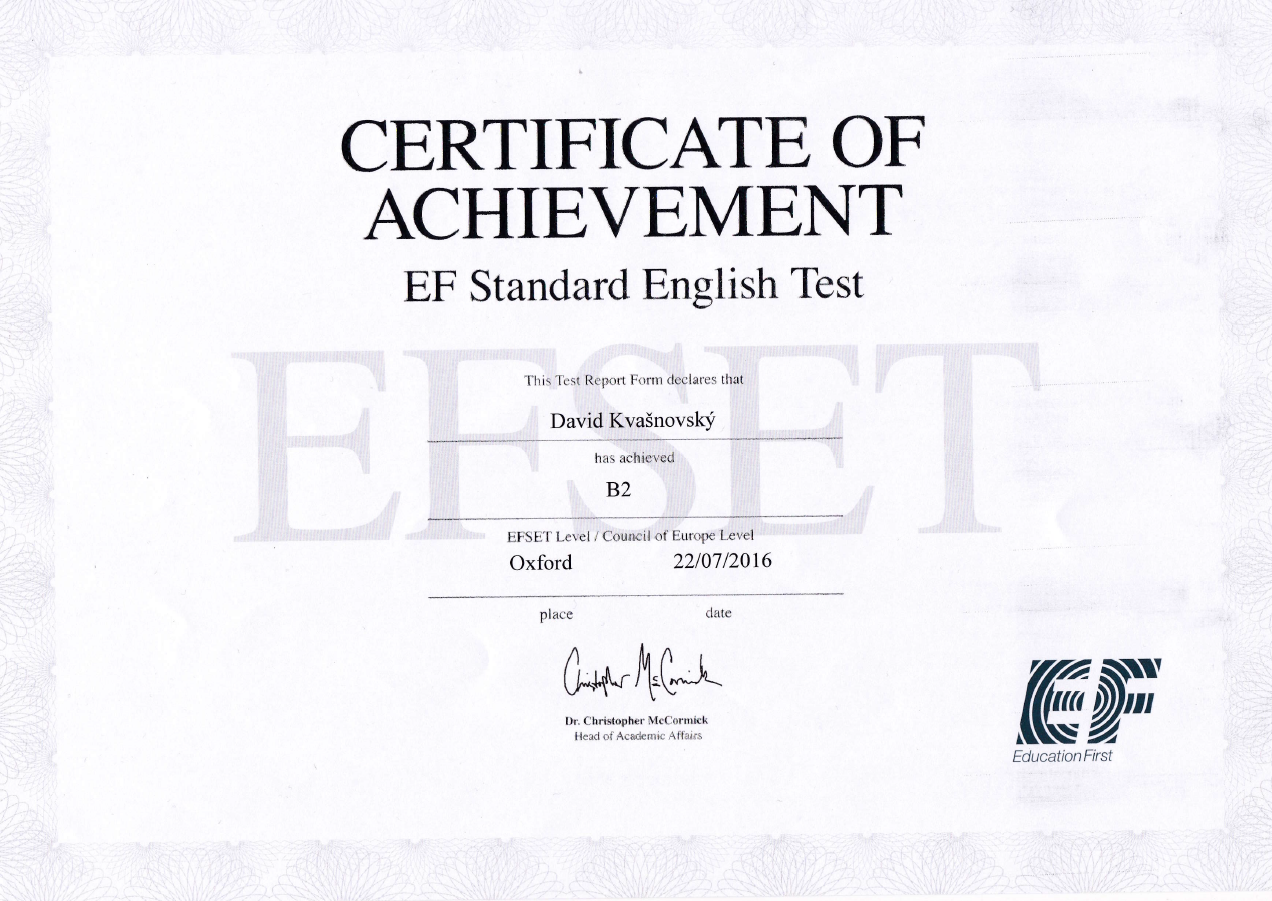 CERTIFICATE OF
ACHIEVEMENT
EF Standard English Test
EFSET
This Test Report Form declares that
David Kvašnovský
has achieved
B2
EFSET Level / Council of Europe Level
Oxford 22/07/2016
place date
Christopher McCormick
Dr. Christopher McCormick
Head of Academic Affairs
EF
Education First